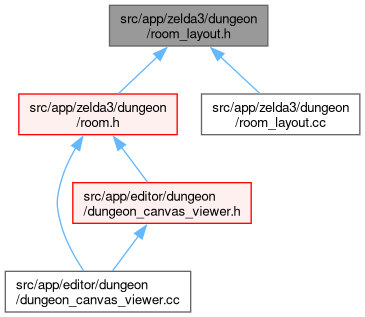 src/app/zelda3/dungeon
/room_layout.h
src/app/zelda3/dungeon
/room.h
src/app/zelda3/dungeon
/room_layout.cc
src/app/editor/dungeon
/dungeon_canvas_viewer.h
src/app/editor/dungeon
/dungeon_canvas_viewer.cc